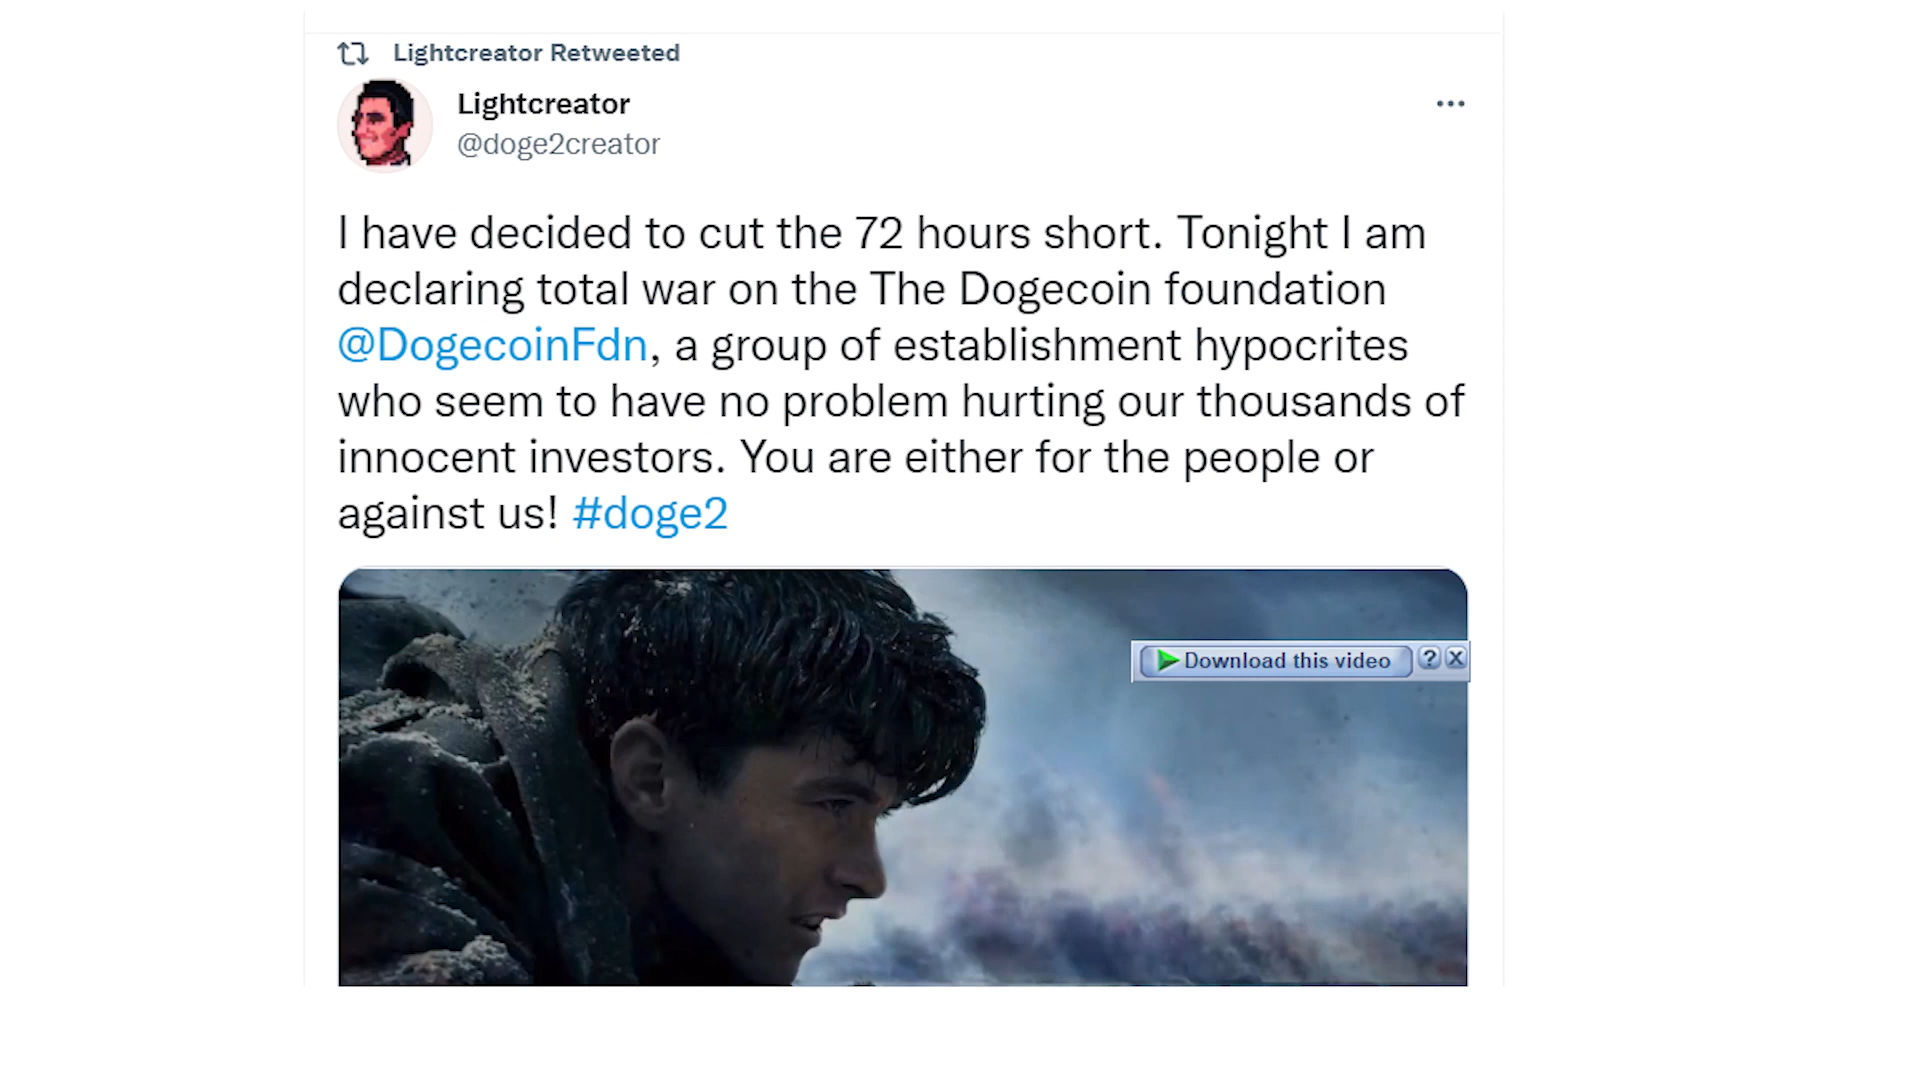 Lightcreator Retweeted
Lightcreator
@doge2creator
I have decided to cut the 72 hours short. Tonight I am
declaring total war on the The Dogecoin foundation
@DogecoinFdn, a group of establishment hypocrites
who seem to have no problem hurting our thousands of
innocent investors. You are either for the people or
against us! #doge2
Download this video ? X